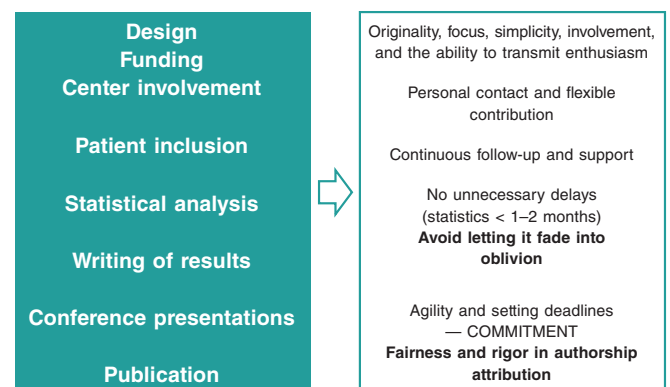 Design
Funding
Center involvement
Patient inclusion
Statistical analysis
Writing of results
Conference presentations
Publication
Originality, focus, simplicity, involvement,
and the ability to transmit enthusiasm
Personal contact and flexible
contribution
Continuous follow-up and support
No unnecessary delays
(statistics < 1–2 months)
Avoid letting it fade into
oblivion
Agility and setting deadlines
— COMMITMENT
Fairness and rigor in authorship
attribution